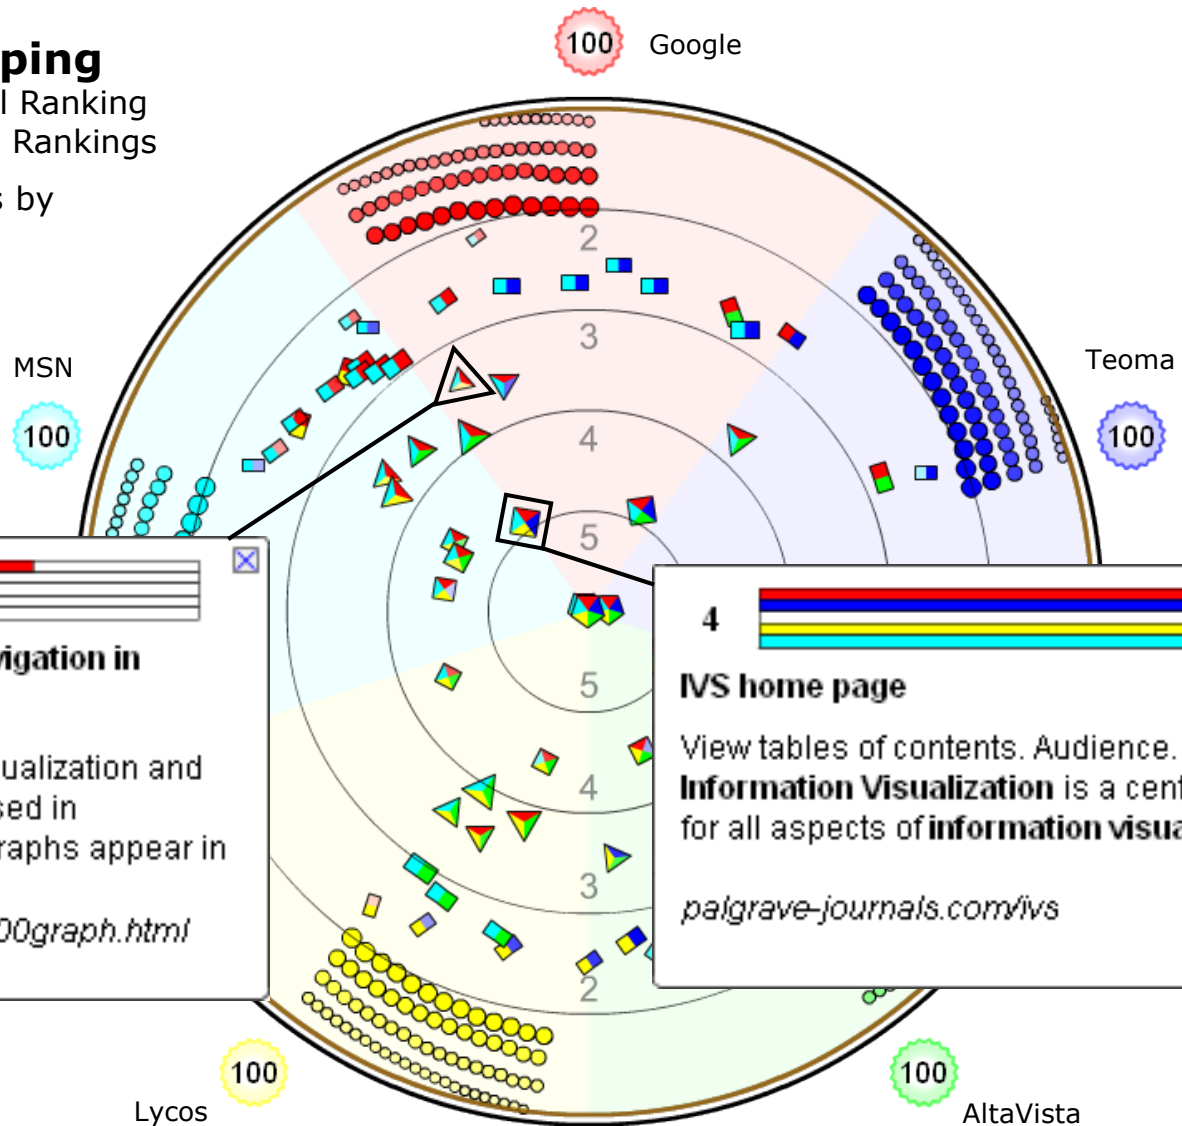 100 Google
ping
l Ranking
Rankings
s by
2
3
MSN
Teoma
100
100
4
5
4
vigation in
IVS home page
5
ualization and
View tables of contents. Audience.
sed in
Information Visualization is a cent
raphs appear in
for all aspects of information visua
4
3
00graph.html
palgrave-journals.com/ivs
2
100
100
Lycos
AltaVista